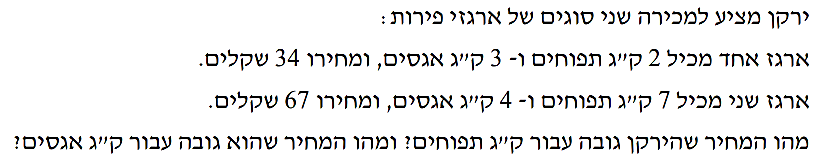 ירקן מציע למכירה שני סוגים של ארגזי פירות:
ארגז אחד מכיל 2 ק"ג תפוחים ו- 3 ק"ג אגסים, ומחירו 34 שקלים.
ארגז שני מכיל 7 ק"ג תפוחים ו- 4 ק"ג אגסים, ומחירו 67 שקלים.
מהו המחיר שהירקן גובה עבור ק"ג תפוחים? ומהו המחיר שהוא גובה עבור ק"ג אגסים?